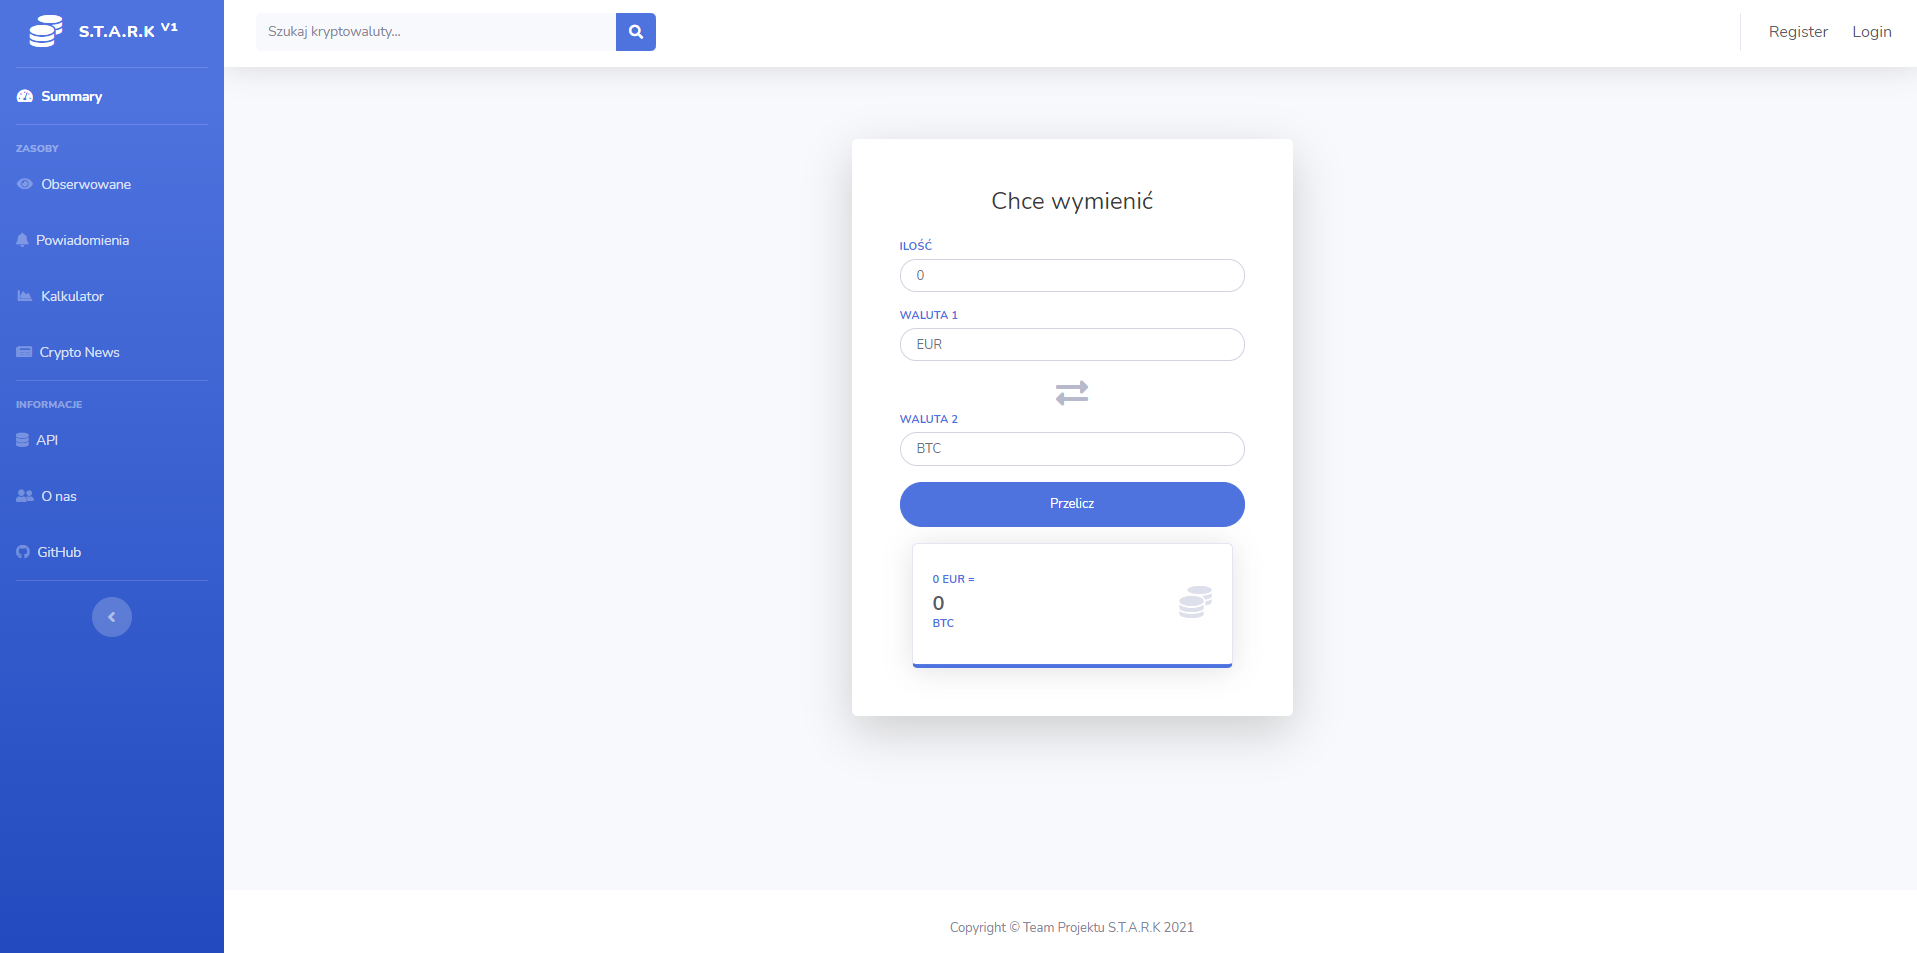 S.T.A.R.K V1
Summary
ZASOBY
Obserwowane
Powiadomienia
Kalkulator
Crypto News
INFORMACJE
API
O nas
GitHub
Szukaj kryptowaluty...
Register
Login
Chce wymienić
ILOŚĆ
0
WALUTA 1
EUR
WALUTA 2
BTC
Przelicz
0 EUR =
0
BTC
Copyright © Team Projektu S.T.A.R.K 2021